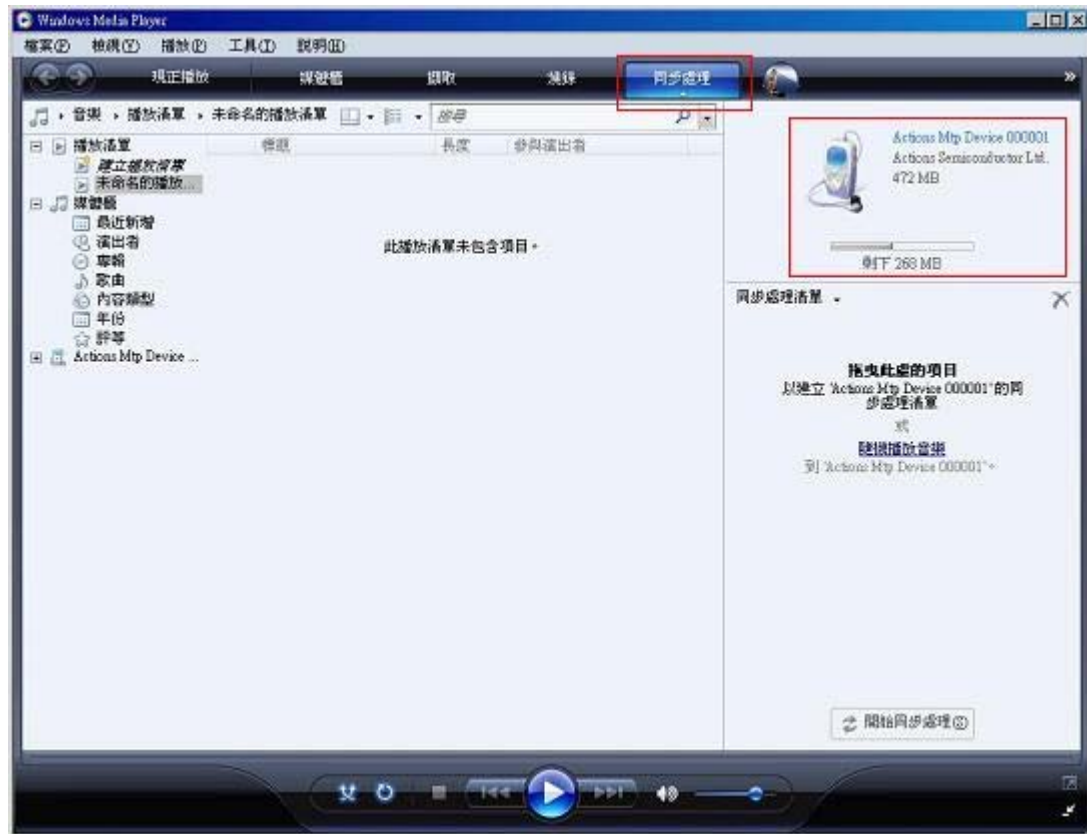 Windows Media Player
檔案(F) 檢視(V) 播放(P) 工具(T) 說明(H)
現正播放 媒體櫃 擷取 燒錄 同步處理
音樂 播放清單 未命名的播放清單 搜尋
標題 長度 參與演出者
播放清單
建立播放清單
未命名的播放...
媒體櫃
最近新增
演出者
專輯
歌曲
內容類型
年份
評等
Actions Mtp Device ...
此播放清單未包含項目。
Actions Mtp Device 000001
Actions Semiconductor Ltd.
472 MB
剩下 268 MB
同步處理清單
拖曳此處的項目
以建立 'Actions Mtp Device 000001'的同
步處理清單
或
隨機播放音樂
到 'Actions Mtp Device 000001'。
開始同步處理(S)